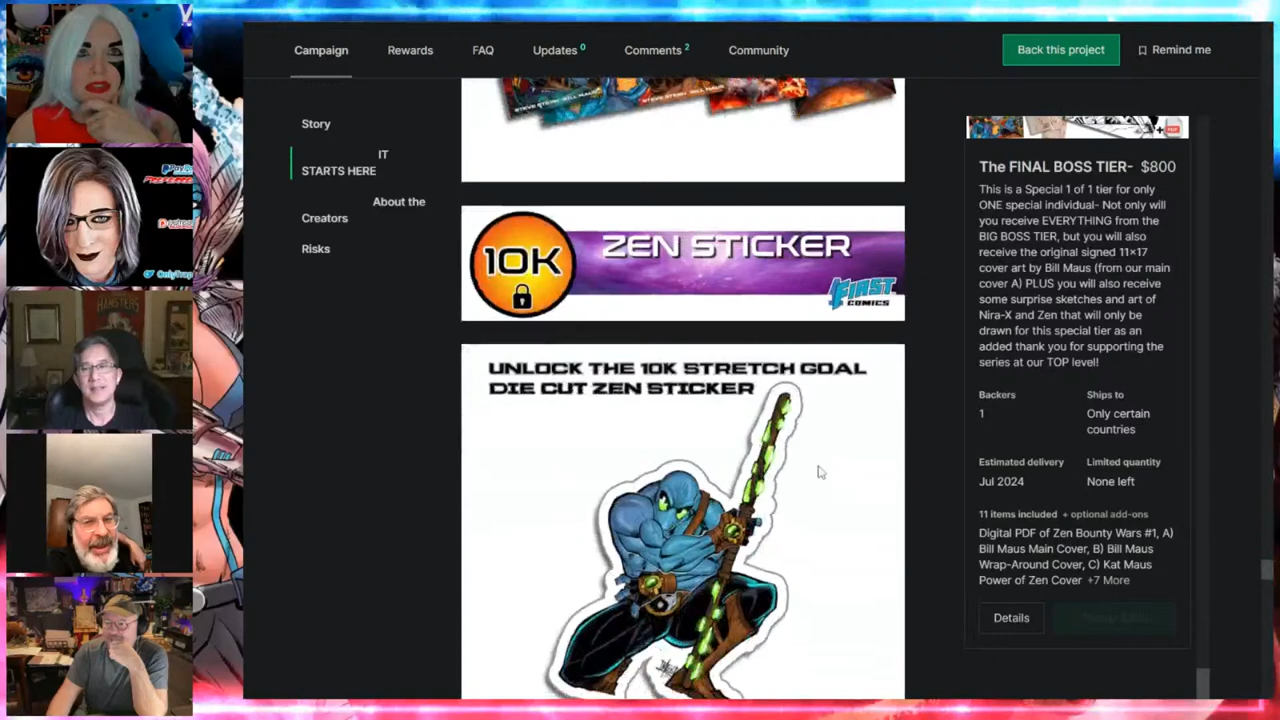 Campaign
Rewards
FAQ
Updates 0
Comments 2
Community
Back this project
Remind me
Story
IT
STARTS HERE
About the
Creators
Risks
10K
ZEN STICKER
FIRST
COMICS
UNLOCK THE 10K STRETCH GOAL
DIE CUT ZEN STICKER
The FINAL BOSS TIER- $800
This is a Special 1 of 1 tier for only
ONE special individual- Not only will
you receive EVERYTHING from the
BIG BOSS TIER, but you will also
receive the original signed 11×17
cover art by Bill Maus (from our main
cover A) PLUS you will also receive
some surprise sketches and art of
Nira-X and Zen that will only be
drawn for this special tier as an
added thank you for supporting the
series at our TOP level!
Backers
1
Ships to
Only certain
countries
Estimated delivery
Jul 2024
Limited quantity
None left
11 items included + optional add-ons
Digital PDF of Zen Bounty Wars #1, A)
Bill Maus Main Cover, B) Bill Maus
Wrap-Around Cover, C) Kat Maus
Power of Zen Cover +7 More
Details